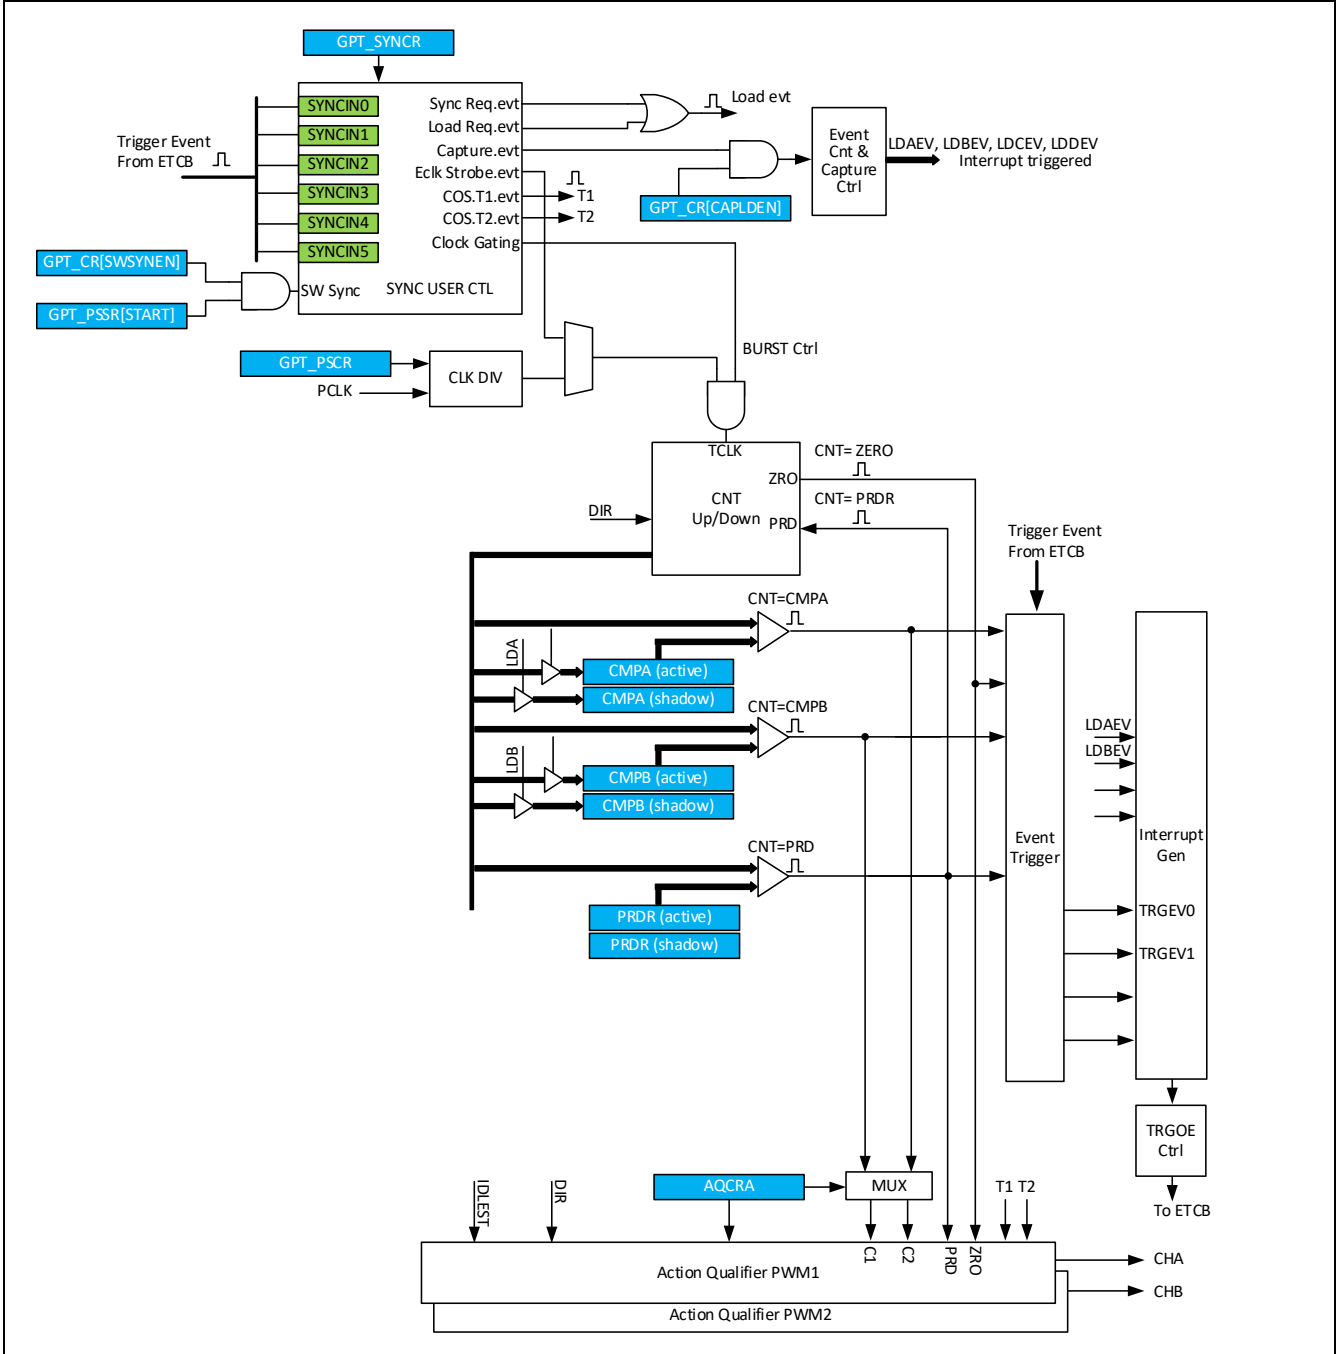 GPT_SYNCR
SYNCIN0
SYNCIN1
SYNCIN2
SYNCIN3
SYNCIN4
SYNCIN5
Trigger Event
From ETCB
Sync Req.evt
Load Req.evt
Capture.evt
Eclk Strobe.evt
COS.T1.evt
COS.T2.evt
Clock Gating
SW Sync
SYNC USER CTL
Load evt
T1
T2
GPT_CR[CAPLDEN]
Event
Cnt &
Capture
Ctrl
LDAEV, LDBEV, LDCEV, LDDEV
Interrupt triggered
GPT_CR[SWSYNEN]
GPT_PSSR[START]
GPT_PSCR
PCLK
CLK DIV
BURST Ctrl
TCLK
ZRO
CNT
Up/Down
PRD
DIR
CNT= ZERO
CNT= PRDR
Trigger Event
From ETCB
CNT=CMPA
LDA
CMPA (active)
CMPA (shadow)
CNT=CMPB
LDB
CMPB (active)
CMPB (shadow)
CNT=PRD
PRDR (active)
PRDR (shadow)
Event
Trigger
LDAEV
LDBEV
Interrupt
Gen
TRGEV0
TRGEV1
TRGOE
Ctrl
To ETCB
IDLEST
DIR
AQCRA
MUX
T1 T2
C1
C2
PRD
ZRO
Action Qualifier PWM1
Action Qualifier PWM2
CHA
CHB